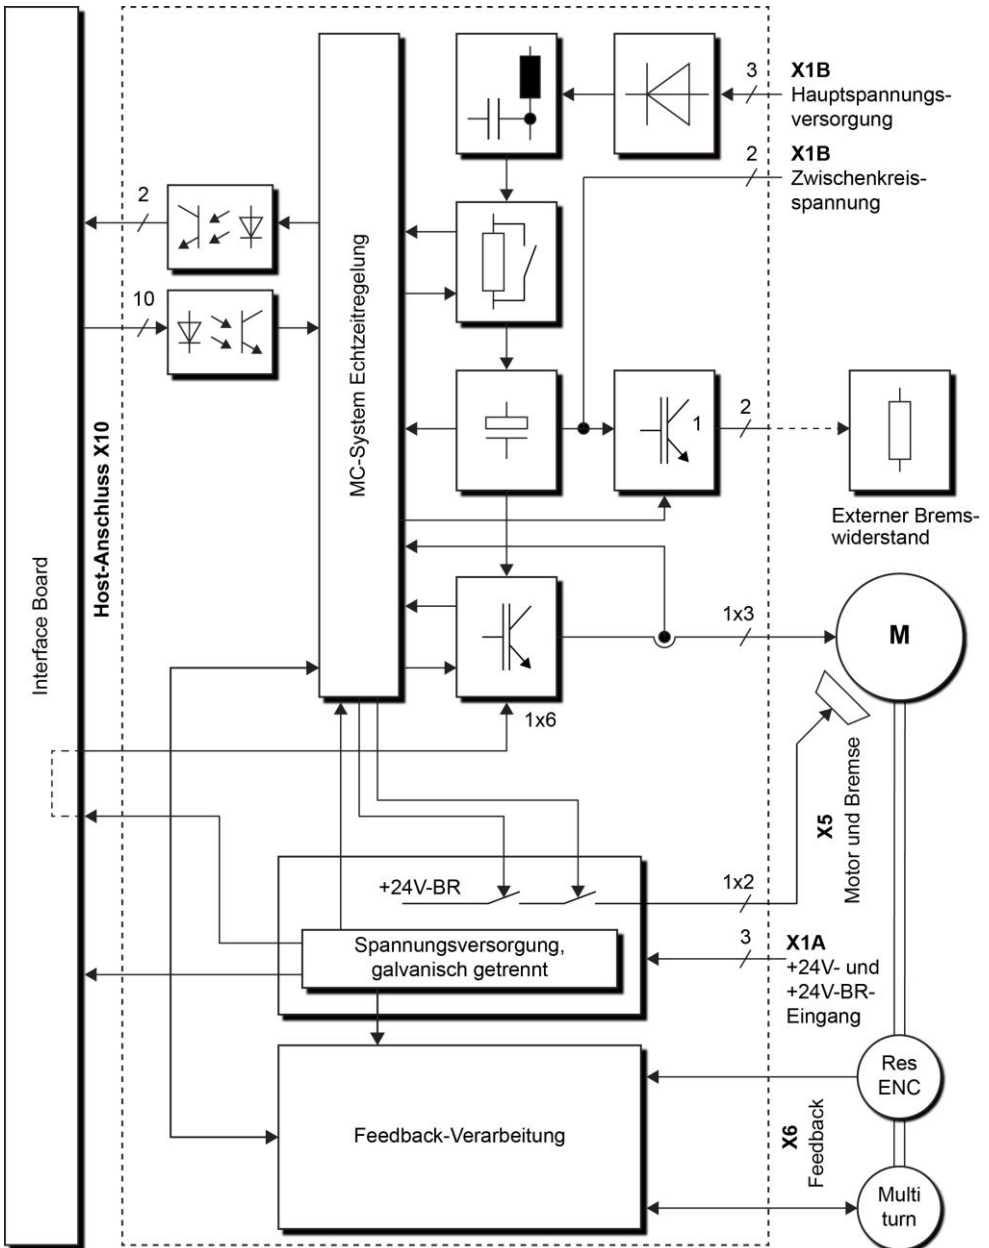 3
X1B
Hauptspannungs-
versorgung
2
X1B
Zwischenkreis-
spannung
2
10
MC-System Echtzeitregelung
Host-Anschluss X10
Interface Board
1
2
Externer Brems-
widerstand
1x3
M
1x6
X5
Motor und Bremse
+24V-BR
1x2
Spannungsversorgung,
galvanisch getrennt
3
X1A
+24V- und
+24V-BR-
Eingang
Res
ENC
Feedback-Verarbeitung
X6
Feedback
Multi
turn